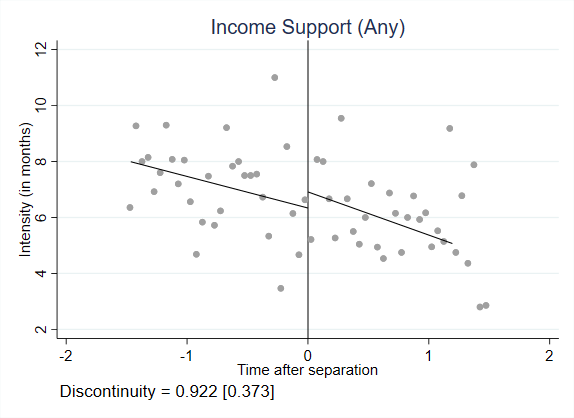 Income Support (Any)
Intensity (in months)
12
10
8
6
4
2
-2 -1 0 1 2
Time after separation
Discontinuity = 0.922 [0.373]